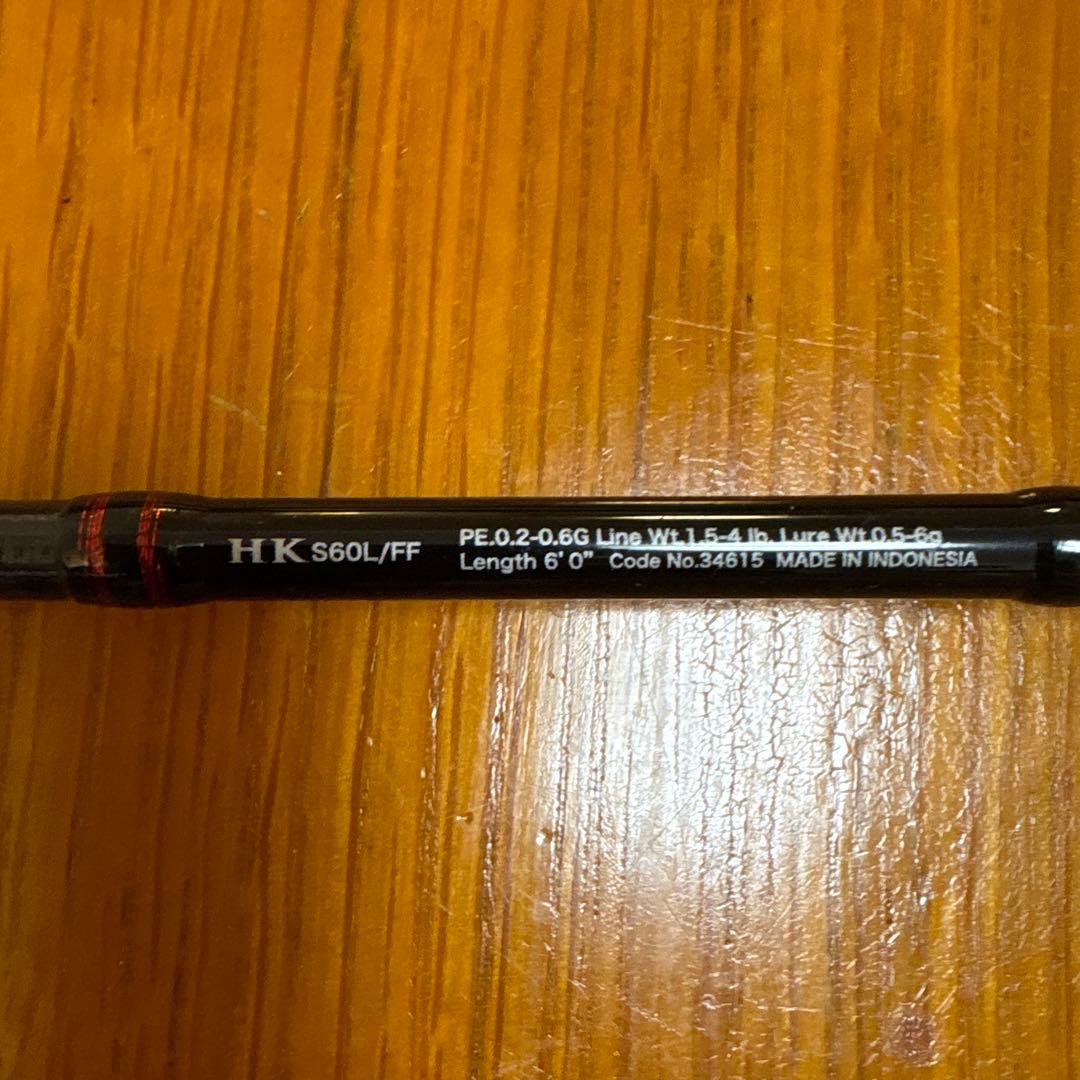 HK S60L/FF
PE.0.2-0.6G Line Wt.1.5-4 lb. Lure Wt.0.5-6g
Length 6'0" Code No.34615 MADE IN INDONESIA